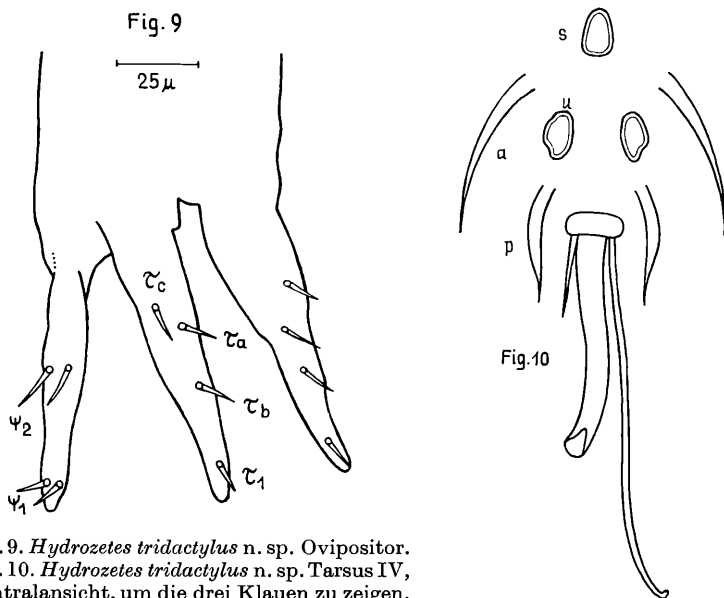 Fig. 9
25μ
τc
τa
τb
τ1
ψ2
ψ1
s
u
a
p
Fig.10
. 9. Hydrozetes tridactylus n. sp. Ovipositor.
. 10. Hydrozetes tridactylus n. sp. Tarsus IV,
ntralansicht, um die drei Klauen zu zeigen.